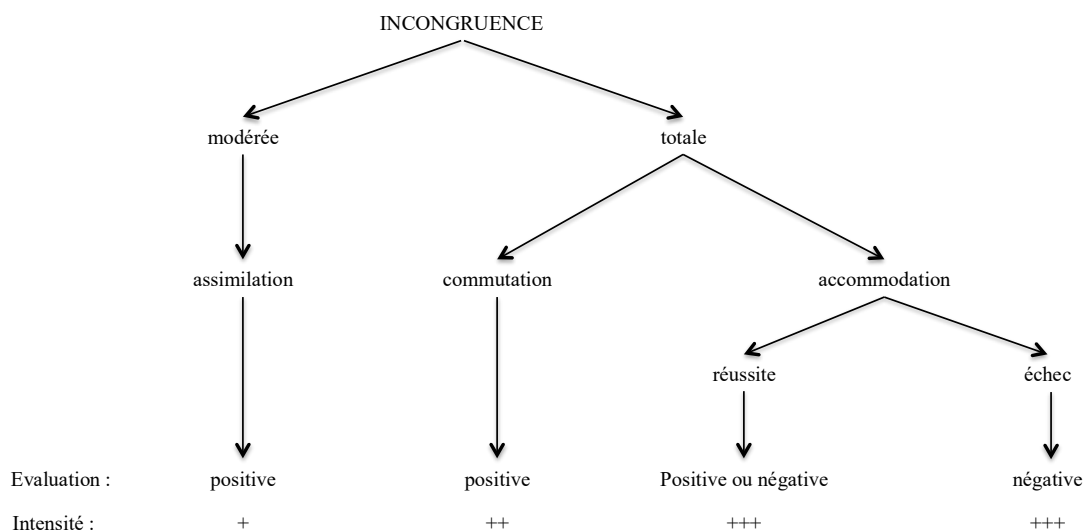 INCONGRUENCE
modérée totale
assimilation commutation accommodation
réussite échec
Evaluation : positive positive Positive ou négative négative
Intensité : + ++ +++ +++